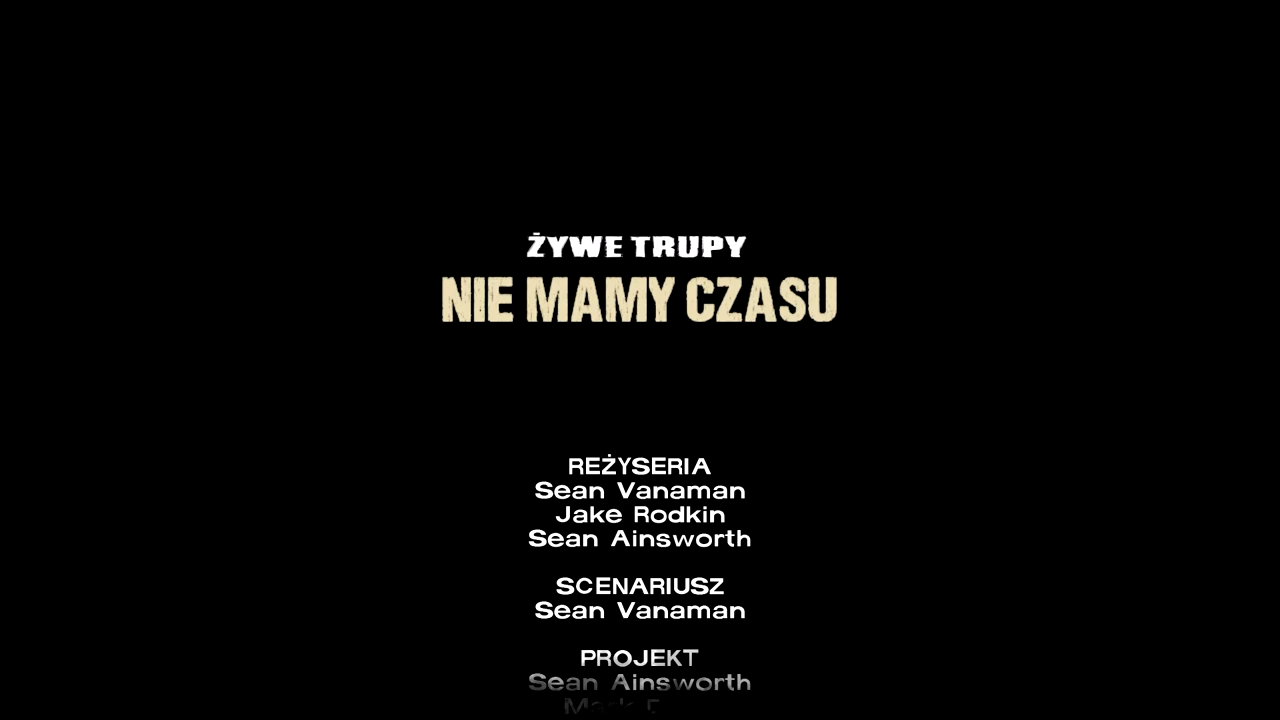 ŻYWE TRUPY
NIE MAMY CZASU
REŻYSERIA
Sean Vanaman
Jake Rodkin
Sean Ainsworth
SCENARIUSZ
Sean Vanaman
PROJEKT
Sean Ainsworth